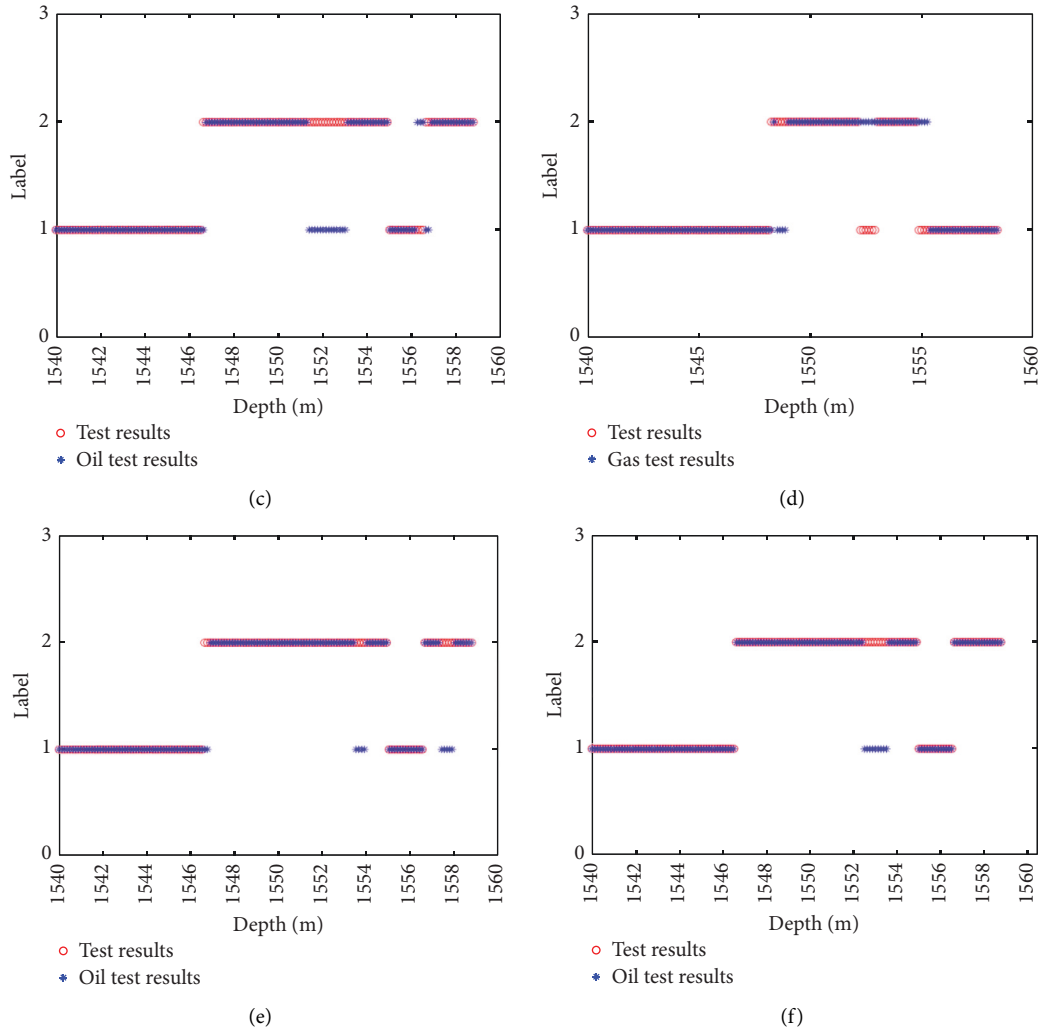 3
2
Label
1
0
1540
1542
1544
1546
1548
1550
1552
1554
1556
1558
1560
Depth (m)
Test results
Oil test results
(c)
3
2
Label
1
0
1540
1545
1550
1555
1560
Depth (m)
Test results
Gas test results
(d)
3
2
Label
1
0
1540
1542
1544
1546
1548
1550
1552
1554
1556
1558
1560
Depth (m)
Test results
Oil test results
(e)
3
2
Label
1
0
1540
1542
1544
1546
1548
1550
1552
1554
1556
1558
1560
Depth (m)
Test results
Oil test results
(f)